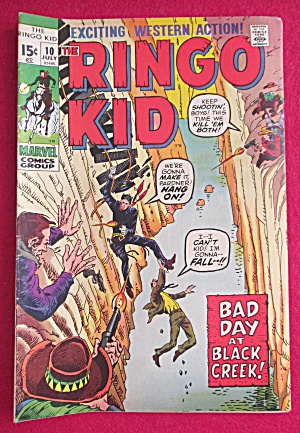 THE
RINGO KID
EXCITING WESTERN ACTION!
15¢
10
JULY
MARVEL
COMICS
GROUP
THE
RINGO
KID
KEEP
SHOOTIN',
BOYS! THIS
TIME WE
KILL 'EM
BOTH!
WE'RE
GONNA
MAKE IT,
PARDNER!
HANG
ON!
I--I
CAN'T
KID! I'M
GONNA--
FALL--!!
BAD
DAY
AT
BLACK
CREEK!